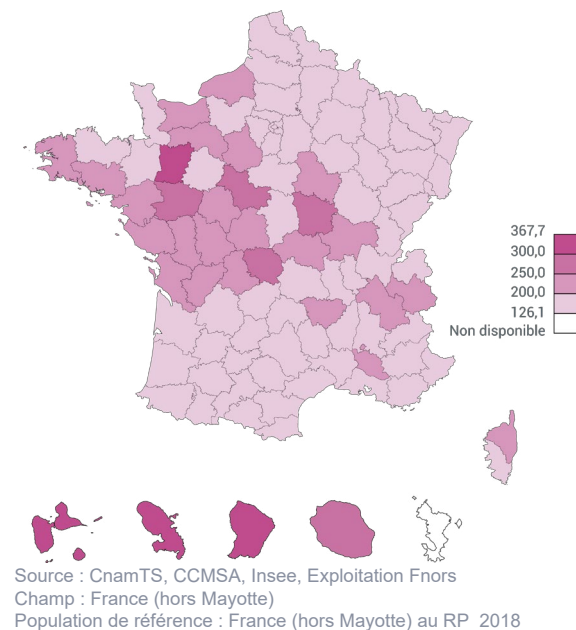 367,7
300,0
250,0
200,0
126,1
Non disponible
Source : CnamTS, CCMSA, Insee, Exploitation Fnors
Champ : France (hors Mayotte)
Population de référence : France (hors Mayotte) au RP 2018